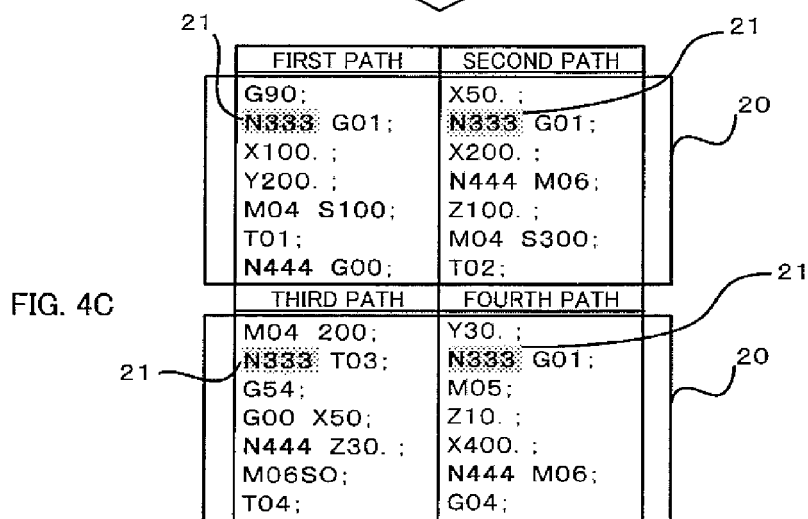 21
21
FIRST PATH SECOND PATH
G90; X50. ;
21 N333 G01; N333 G01; 20
X100. ; X200. ;
Y200. ; N444 M06;
M04 S100; Z100. ;
T01; M04 S300;
N444 G00; T02;
21
FIG. 4C
THIRD PATH FOURTH PATH
M04 200; Y30. ;
21 N333 T03; N333 G01; 20
G54; M05;
G00 X50; Z10. ;
N444 Z30. ; X400. ;
M06SO; N444 M06;
T04; G04;